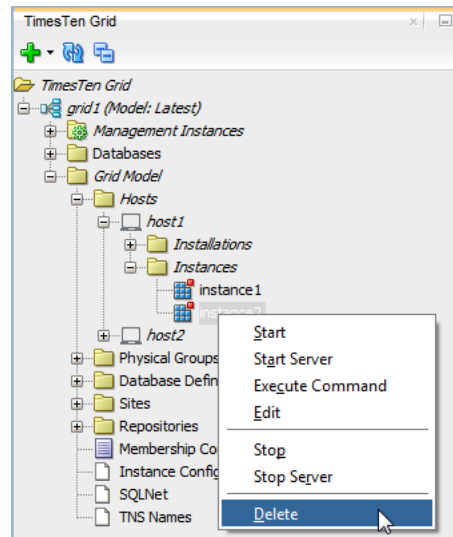 TimesTen Grid
TimesTen Grid
grid1 (Model: Latest)
Management Instances
Databases
Grid Model
Hosts
host1
Installations
Instances
instance1
instance2
host2
Physical Groups
Database Defin
Sites
Repositories
Membership Co
Instance Config
SQLNet
TNS Names
Start
Start Server
Execute Command
Edit
Stop
Stop Server
Delete